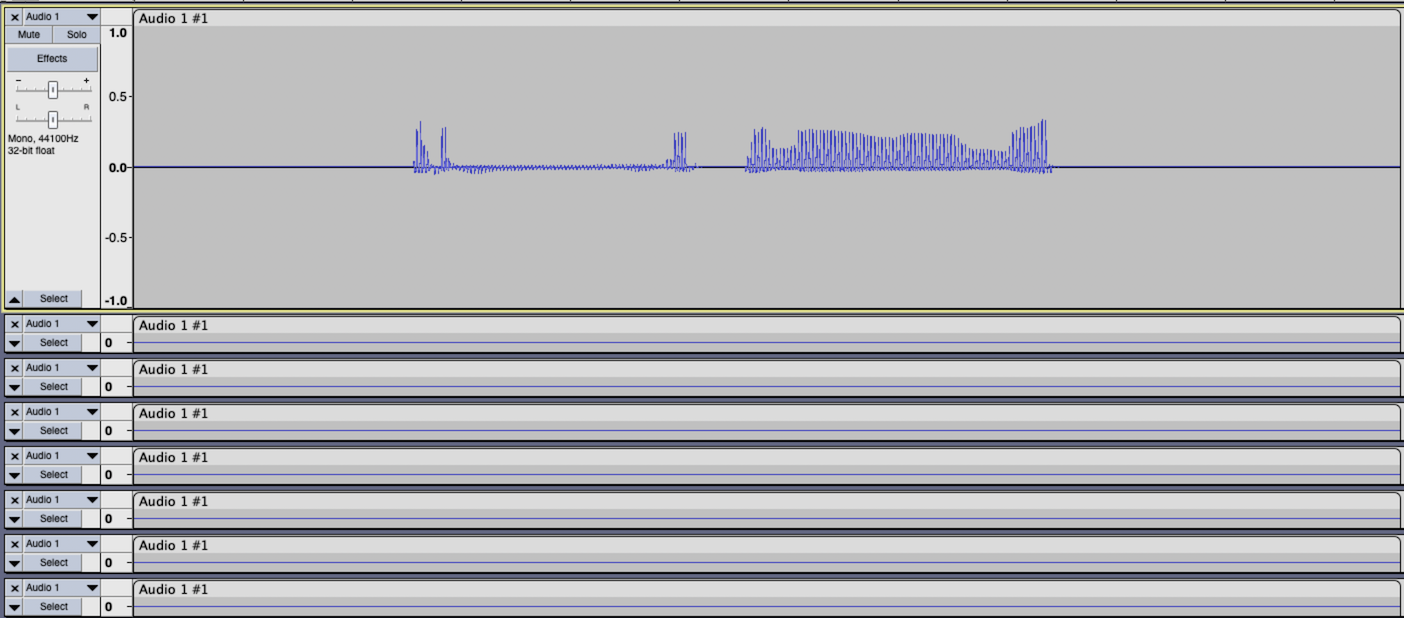 × Audio 1 ▼ Audio 1 #1
Mute Solo 1.0
Effects
- +
0.5-
L R
Mono, 44100Hz
32-bit float
0.0-
-0.5-
Select -1.0
× Audio 1 ▼ Audio 1 #1
Select 0
× Audio 1 ▼ Audio 1 #1
Select 0
× Audio 1 ▼ Audio 1 #1
Select 0
× Audio 1 ▼ Audio 1 #1
Select 0
× Audio 1 ▼ Audio 1 #1
Select 0
× Audio 1 ▼ Audio 1 #1
Select 0
× Audio 1 ▼ Audio 1 #1
Select 0